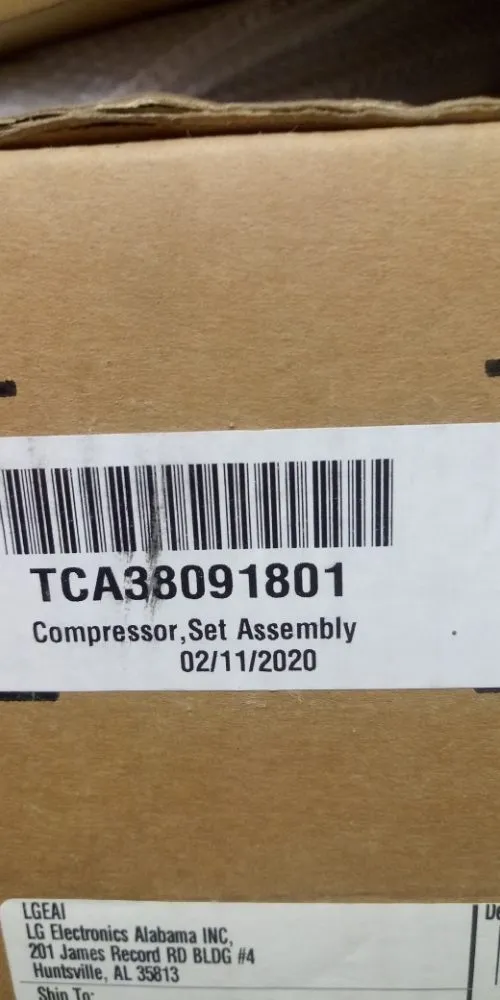 TCA38091801
Compressor,Set Assembly
02/11/2020
LGEAI
LG Electronics Alabama INC,
201 James Record RD BLDG #4
Huntsville, AL 35813
Ship To: